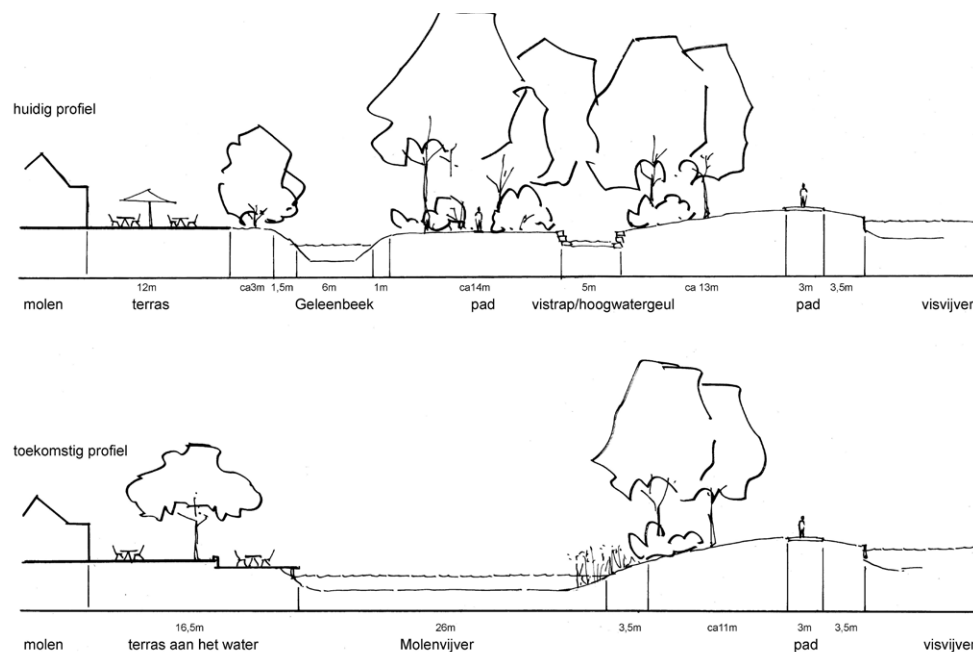 huidig profiel
12m ca3m 1,5m 6m 1m ca14m 5m ca 13m 3m 3,5m
molen terras Geleenbeek pad vistrap/hoogwatergeul pad visvijver
toekomstig profiel
16,5m 26m 3,5m ca11m 3m 3,5m
molen terras aan het water Molenvijver pad visvijver